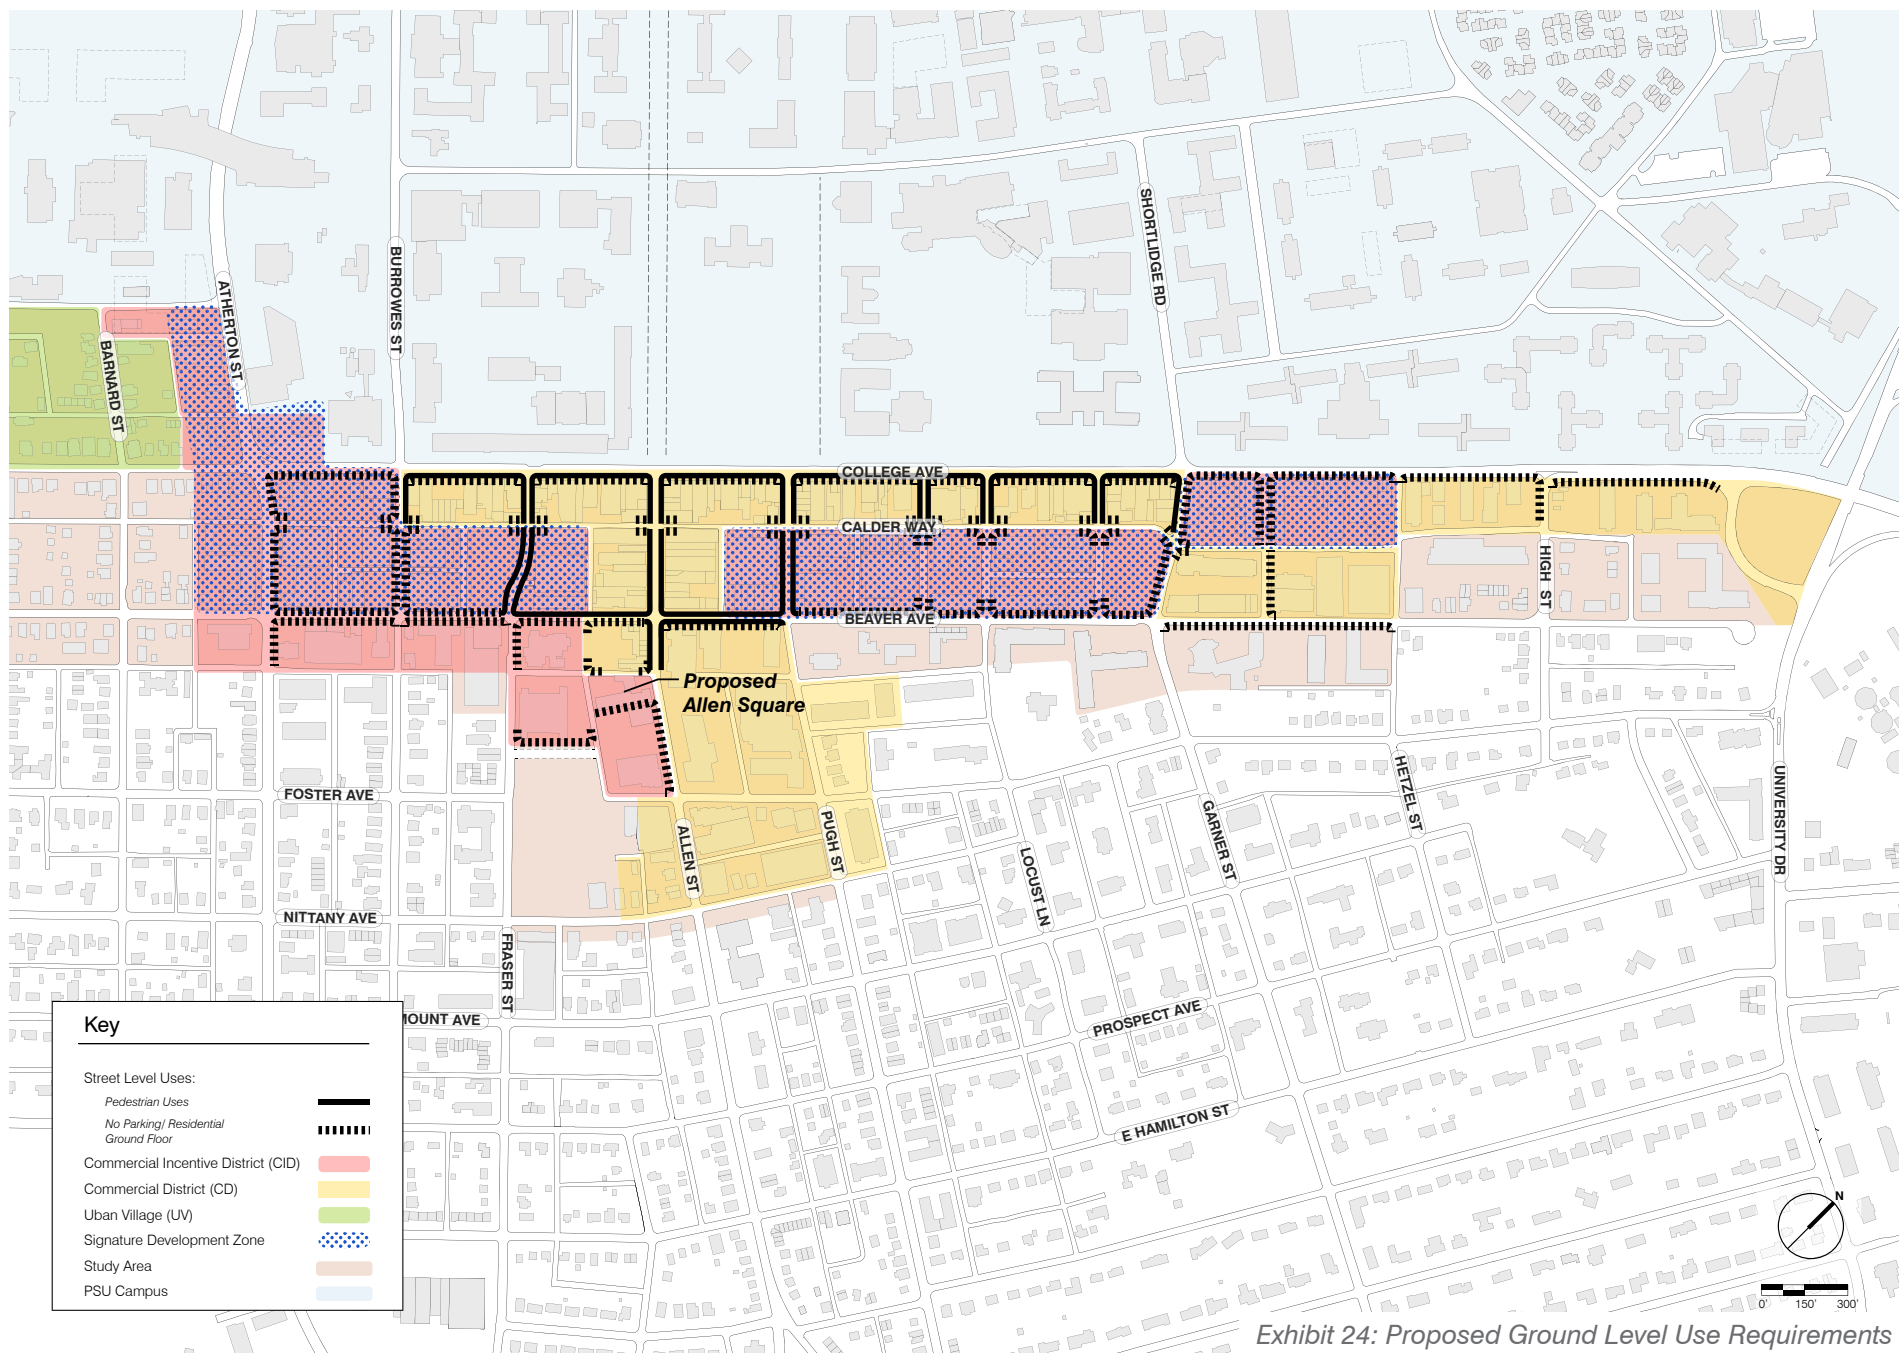 SHORTLIDGE RD
BURROWES ST
ATHERTON ST
BARNARD ST
COLLEGE AVE
CALDER WAY
HIGH ST
BEAVER AVE
Proposed
Allen Square
FOSTER AVE
HETZEL ST
UNIVERSITY DR
GARNER ST
PUGH ST
ALLEN ST
LOCUST LN
NITTANY AVE
FRASER ST
MOUNT AVE
PROSPECT AVE
E HAMILTON ST
Key
Street Level Uses:
Pedestrian Uses
No Parking/ Residential
Ground Floor
Commercial Incentive District (CID)
Commercial District (CD)
Uban Village (UV)
Signature Development Zone
Study Area
PSU Campus
N
0' 150' 300'
Exhibit 24: Proposed Ground Level Use Requirements